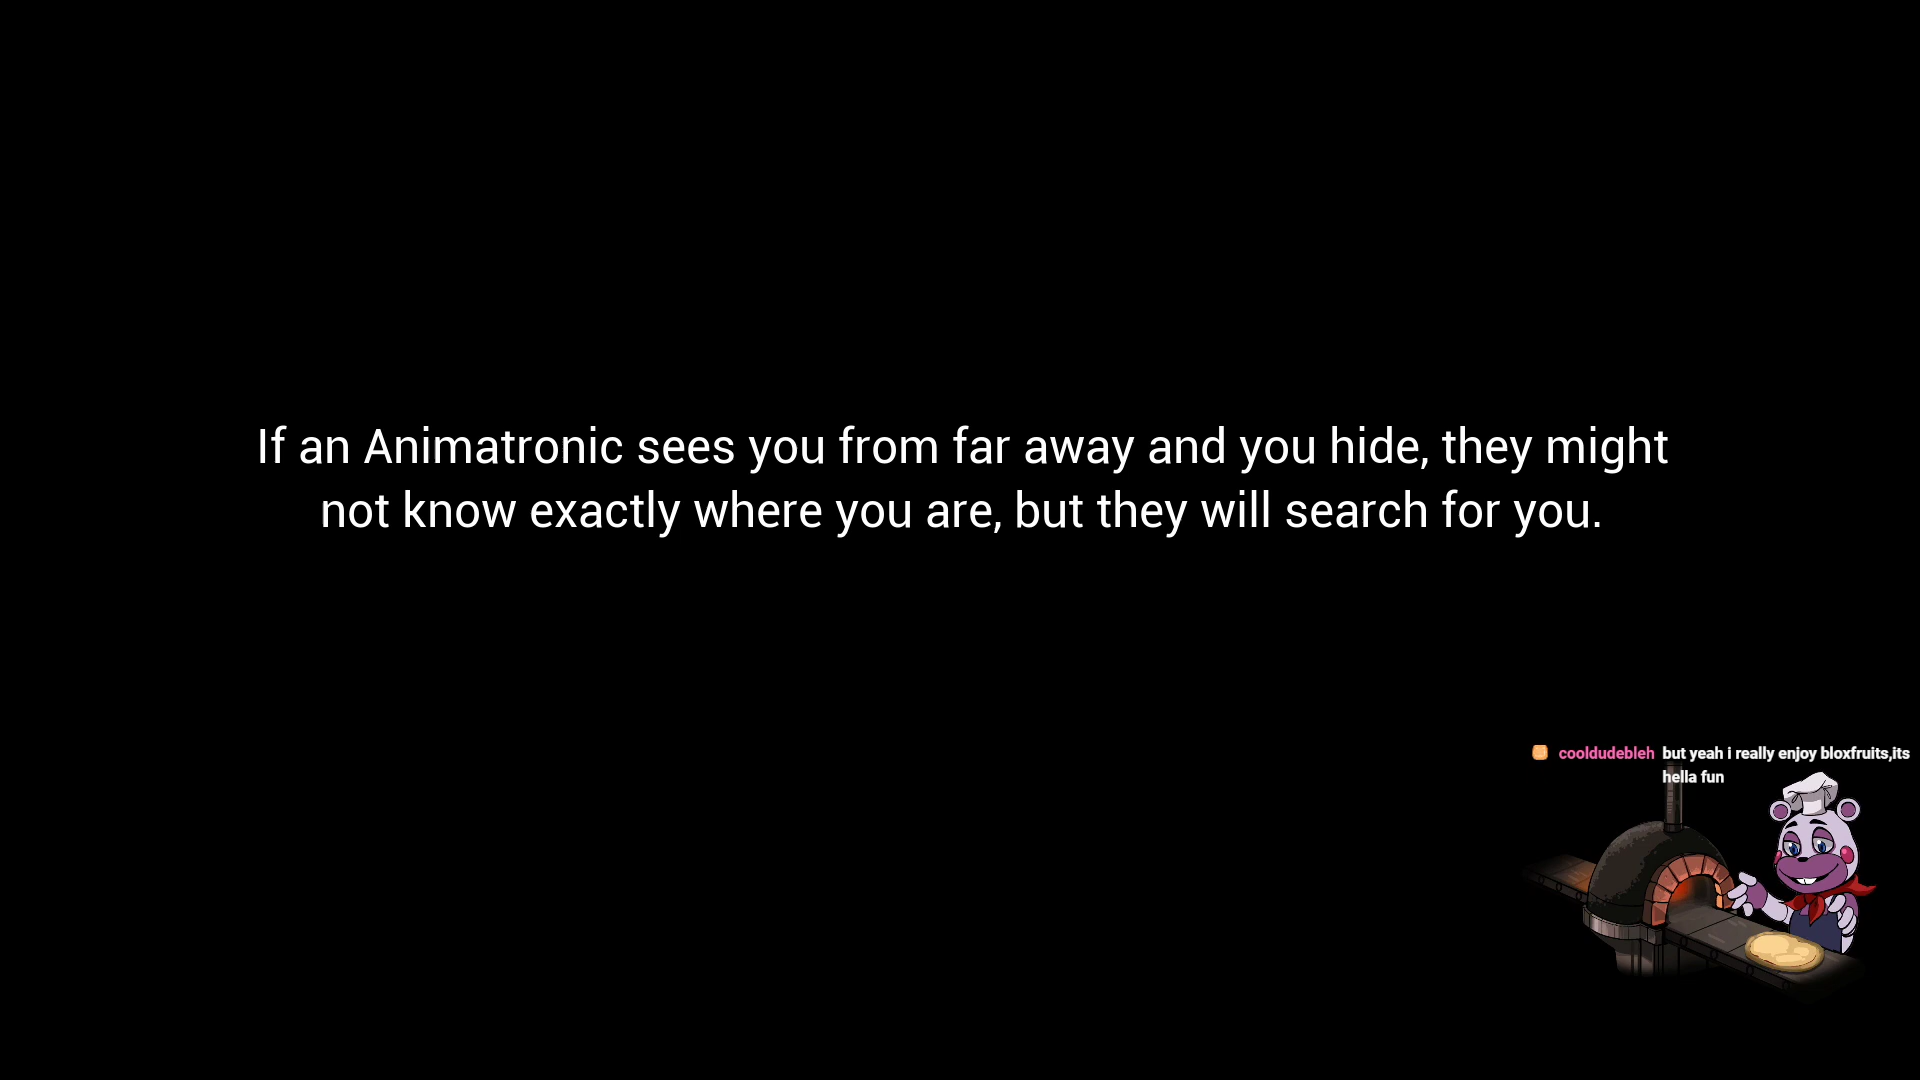 If an Animatronic sees you from far away and you hide, they might
not know exactly where you are, but they will search for you.
cooldudebleh but yeah i really enjoy bloxfruits,its
hella fun